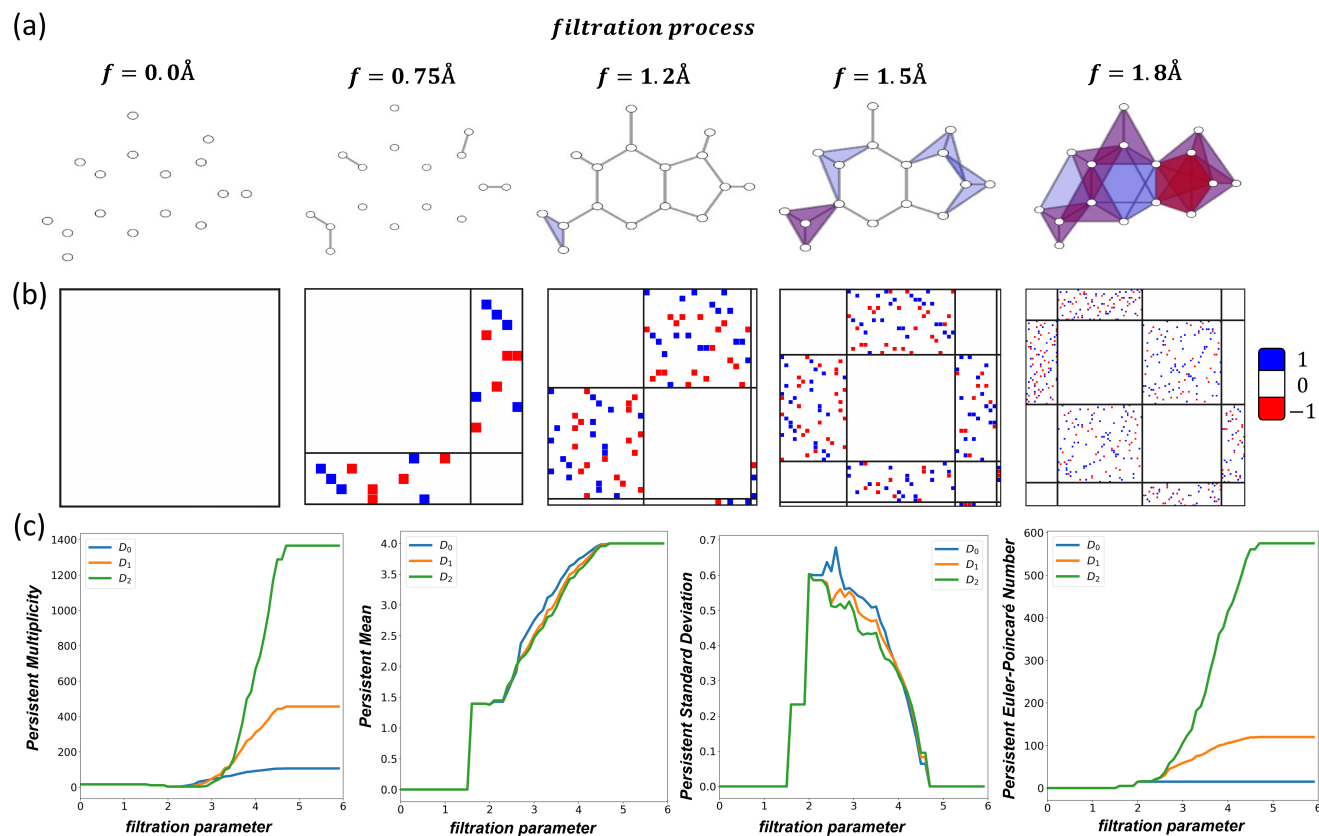 (a)
filtration process
f = 0.0Å
f = 0.75Å
f = 1.2Å
f = 1.5Å
f = 1.8Å
(b)
1
0
−1
(c)
Persistent Multiplicity
1400
1200
1000
800
600
400
200
0
D0
D1
D2
0 1 2 3 4 5 6
filtration parameter
Persistent Mean
4.0
3.5
3.0
2.5
2.0
1.5
1.0
0.5
0.0
D0
D1
D2
0 1 2 3 4 5 6
filtration parameter
Persistent Standard Deviation
0.7
0.6
0.5
0.4
0.3
0.2
0.1
0.0
D0
D1
D2
0 1 2 3 4 5 6
filtration parameter
Persistent Euler-Poincaré Number
600
500
400
300
200
100
0
D0
D1
D2
0 1 2 3 4 5 6
filtration parameter